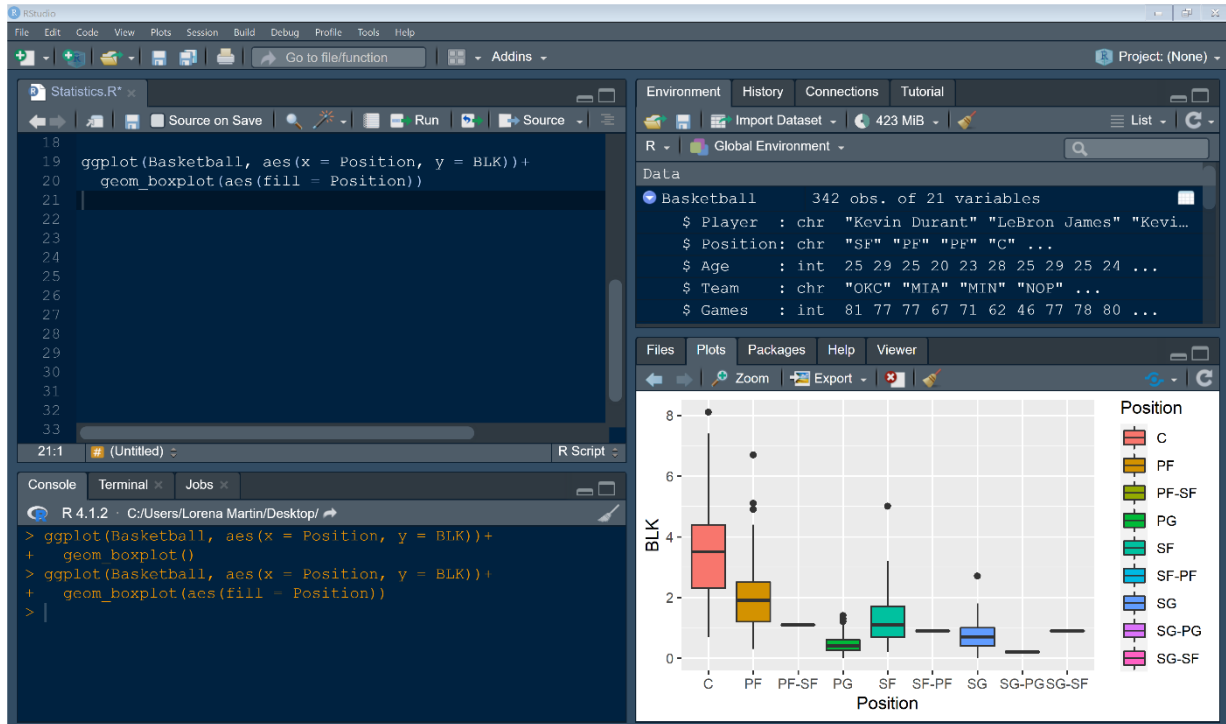 RStudio
File Edit Code View Plots Session Build Debug Profile Tools Help
Go to file/function Addins Project: (None)
Statistics.R*
Source on Save Run Source
18
19 ggplot(Basketball, aes(x = Position, y = BLK))+
20 geom_boxplot(aes(fill = Position))
21
22
23
24
25
26
27
28
29
30
31
32
33
21:1 # (Untitled) R Script
Console Terminal Jobs
R 4.1.2 · C:/Users/Lorena Martin/Desktop/
> ggplot(Basketball, aes(x = Position, y = BLK))+
+ geom_boxplot()
> ggplot(Basketball, aes(x = Position, y = BLK))+
+ geom_boxplot(aes(fill = Position))
>
Environment History Connections Tutorial
Import Dataset 423 MiB List
R Global Environment
Data
Basketball 342 obs. of 21 variables
$ Player : chr "Kevin Durant" "LeBron James" "Kevi…
$ Position: chr "SF" "PF" "PF" "C" ...
$ Age : int 25 29 25 20 23 28 25 29 25 24 ...
$ Team : chr "OKC" "MIA" "MIN" "NOP" ...
$ Games : int 81 77 77 67 71 62 46 77 78 80 ...
Files Plots Packages Help Viewer
Zoom Export
8
6
4
2
0
BLK
C PF PF-SF PG SF SF-PF SG SG-PG SG-SF
Position
Position
C
PF
PF-SF
PG
SF
SF-PF
SG
SG-PG
SG-SF